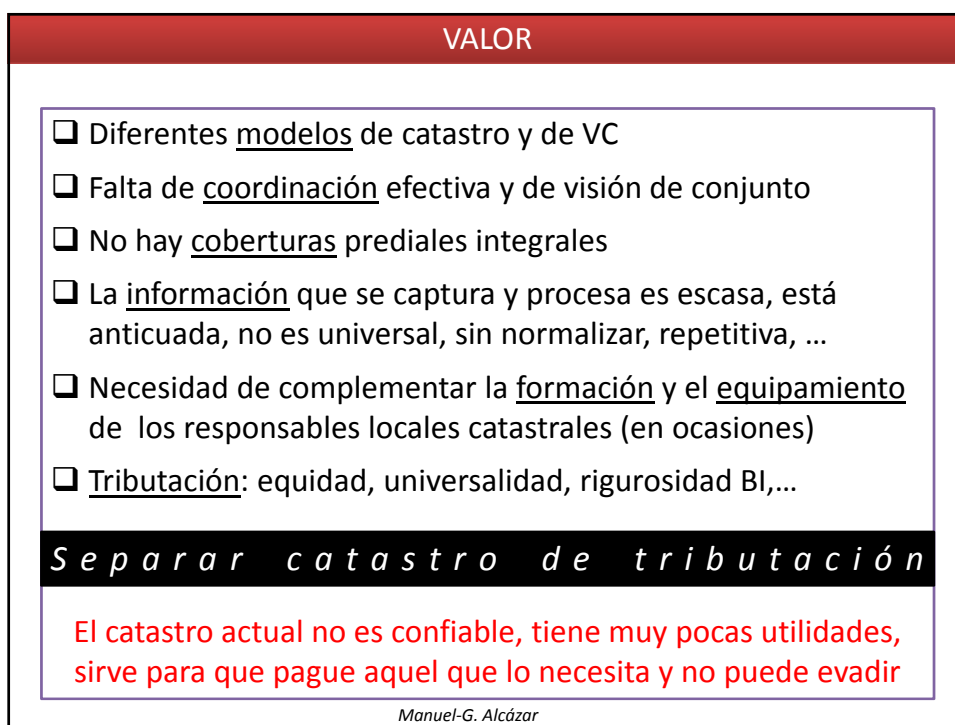 VALOR
❑ Diferentes modelos de catastro y de VC
❑ Falta de coordinación efectiva y de visión de conjunto
❑ No hay coberturas prediales integrales
❑ La información que se captura y procesa es escasa, está
anticuada, no es universal, sin normalizar, repetitiva, …
❑ Necesidad de complementar la formación y el equipamiento
de los responsables locales catastrales (en ocasiones)
❑ Tributación: equidad, universalidad, rigurosidad BI,…
Separar catastro de tributación
El catastro actual no es confiable, tiene muy pocas utilidades,
sirve para que pague aquel que lo necesita y no puede evadir
Manuel-G. Alcázar